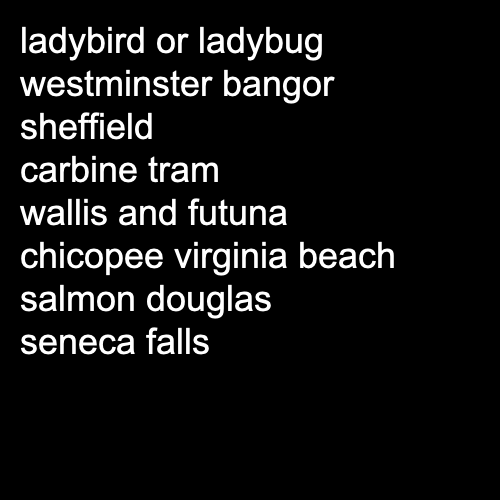 ladybird or ladybug
westminster bangor
sheffield
carbine tram
wallis and futuna
chicopee virginia beach
salmon douglas
seneca falls